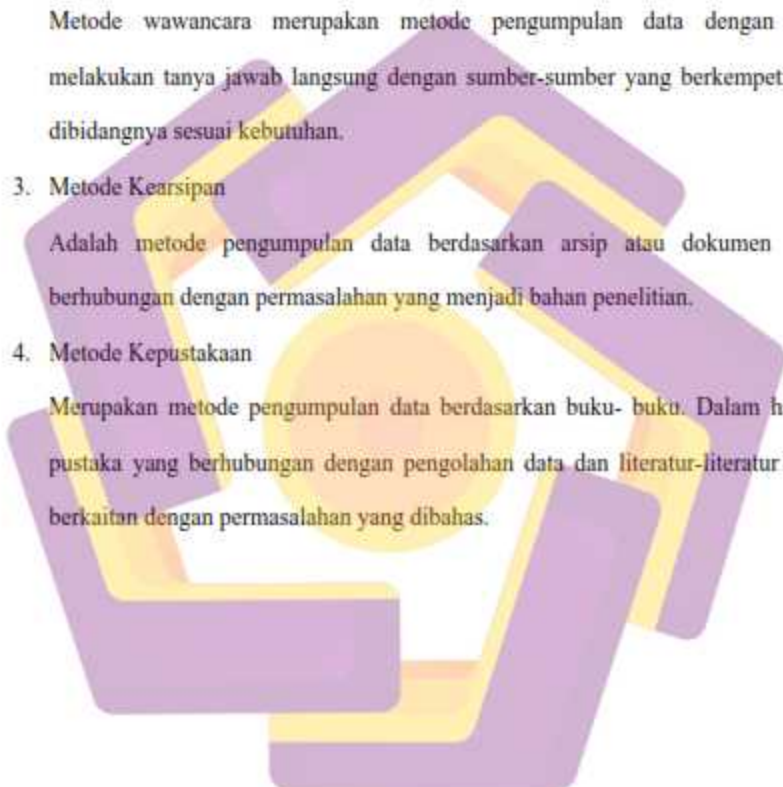 Metode wawancara merupakan metode pengumpulan data dengan
melakukan tanya jawab langsung dengan sumber-sumber yang berkempet
dibidangnya sesuai kebutuhan.
3. Metode Kearsipan
Adalah metode pengumpulan data berdasarkan arsip atau dokumen
berhubungan dengan permasalahan yang menjadi bahan penelitian.
4. Metode Kepustakaan
Merupakan metode pengumpulan data berdasarkan buku- buku. Dalam h
pustaka yang berhubungan dengan pengolahan data dan literatur-literatur
berkaitan dengan permasalahan yang dibahas.